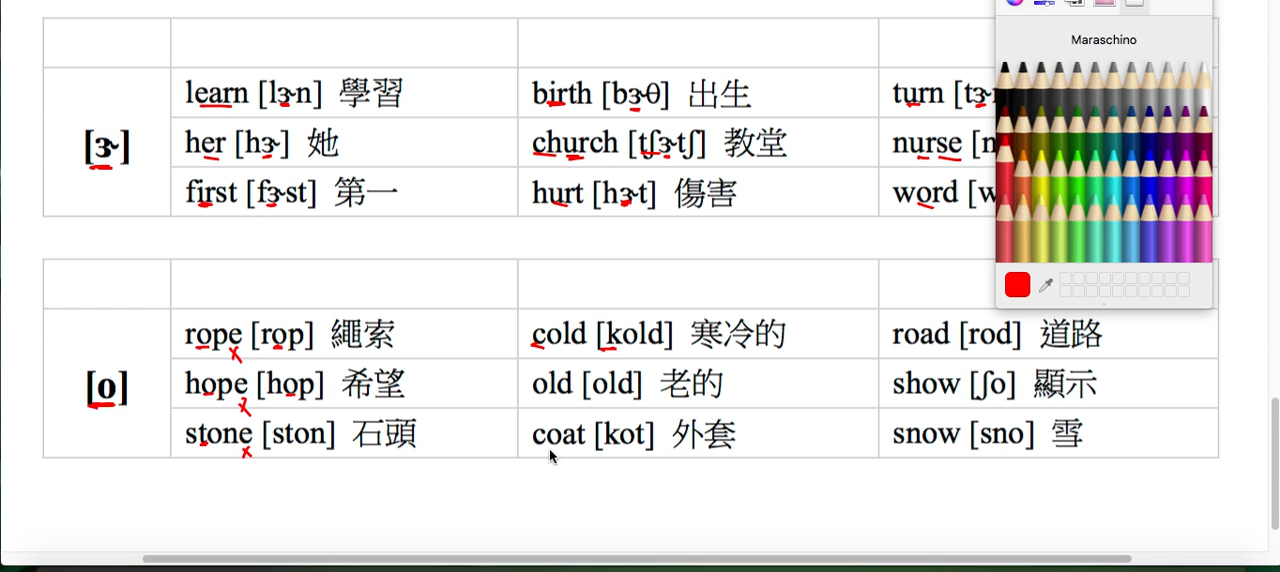 Maraschino
learn [lɝn] 學習 birth [bɝθ] 出生 turn [tɝ
[ɝ] her [hɝ] 她 church [tʃɝtʃ] 教堂 nurse [n
first [fɝst] 第一 hurt [hɝt] 傷害 word [w
rope [rop] 繩索 cold [kold] 寒冷的 road [rod] 道路
[o] hope [hop] 希望 old [old] 老的 show [ʃo] 顯示
stone [ston] 石頭 coat [kot] 外套 snow [sno] 雪